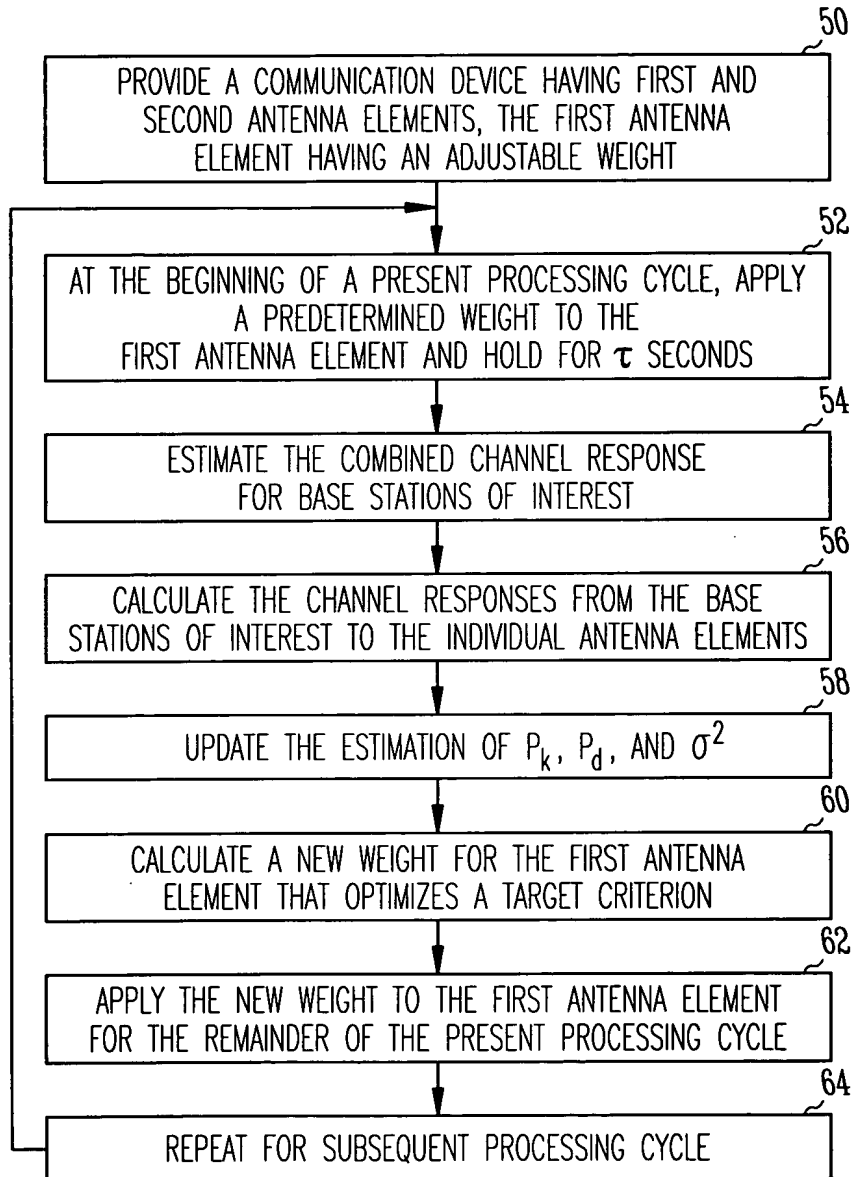 50
PROVIDE A COMMUNICATION DEVICE HAVING FIRST AND
SECOND ANTENNA ELEMENTS, THE FIRST ANTENNA
ELEMENT HAVING AN ADJUSTABLE WEIGHT
52
AT THE BEGINNING OF A PRESENT PROCESSING CYCLE, APPLY
A PREDETERMINED WEIGHT TO THE
FIRST ANTENNA ELEMENT AND HOLD FOR τ SECONDS
54
ESTIMATE THE COMBINED CHANNEL RESPONSE
FOR BASE STATIONS OF INTEREST
56
CALCULATE THE CHANNEL RESPONSES FROM THE BASE
STATIONS OF INTEREST TO THE INDIVIDUAL ANTENNA ELEMENTS
58
UPDATE THE ESTIMATION OF Pk, Pd, AND σ²
60
CALCULATE A NEW WEIGHT FOR THE FIRST ANTENNA
ELEMENT THAT OPTIMIZES A TARGET CRITERION
62
APPLY THE NEW WEIGHT TO THE FIRST ANTENNA ELEMENT
FOR THE REMAINDER OF THE PRESENT PROCESSING CYCLE
64
REPEAT FOR SUBSEQUENT PROCESSING CYCLE